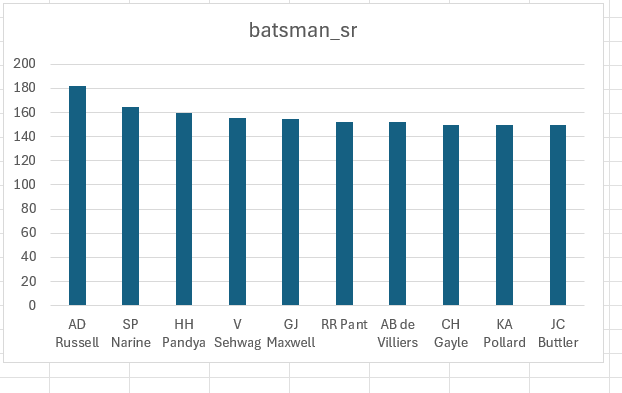 batsman_sr
200
180
160
140
120
100
80
60
40
20
0
AD Russell
SP Narine
HH Pandya
V Sehwag
GJ Maxwell
RR Pant
AB de Villiers
CH Gayle
KA Pollard
JC Buttler